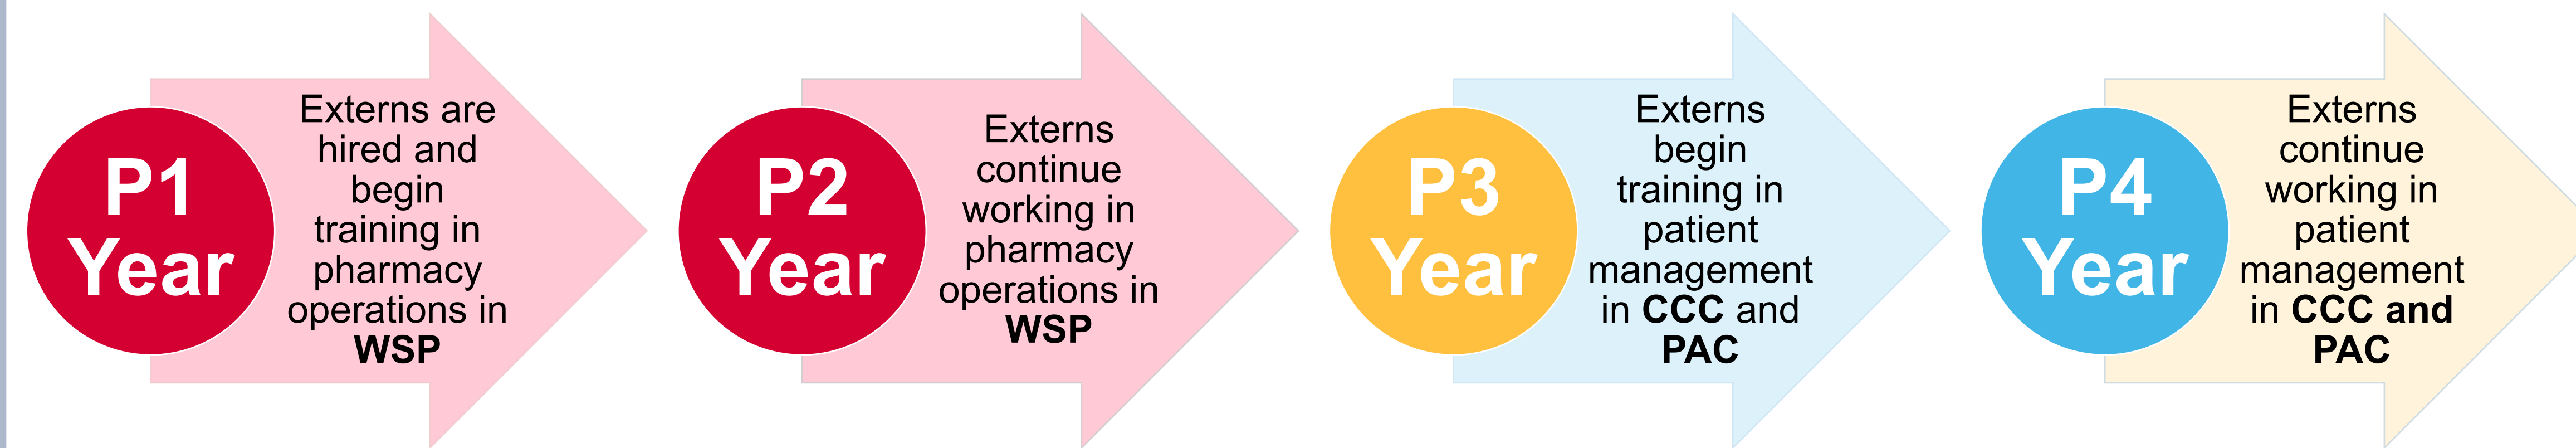 P1
Year
Externs are
hired and
begin
training in
pharmacy
operations in
WSP
P2
Year
Externs
continue
working in
pharmacy
operations in
WSP
P3
Year
Externs
begin
training in
patient
management
in CCC and
PAC
P4
Year
Externs
continue
working in
patient
management
in CCC and
PAC